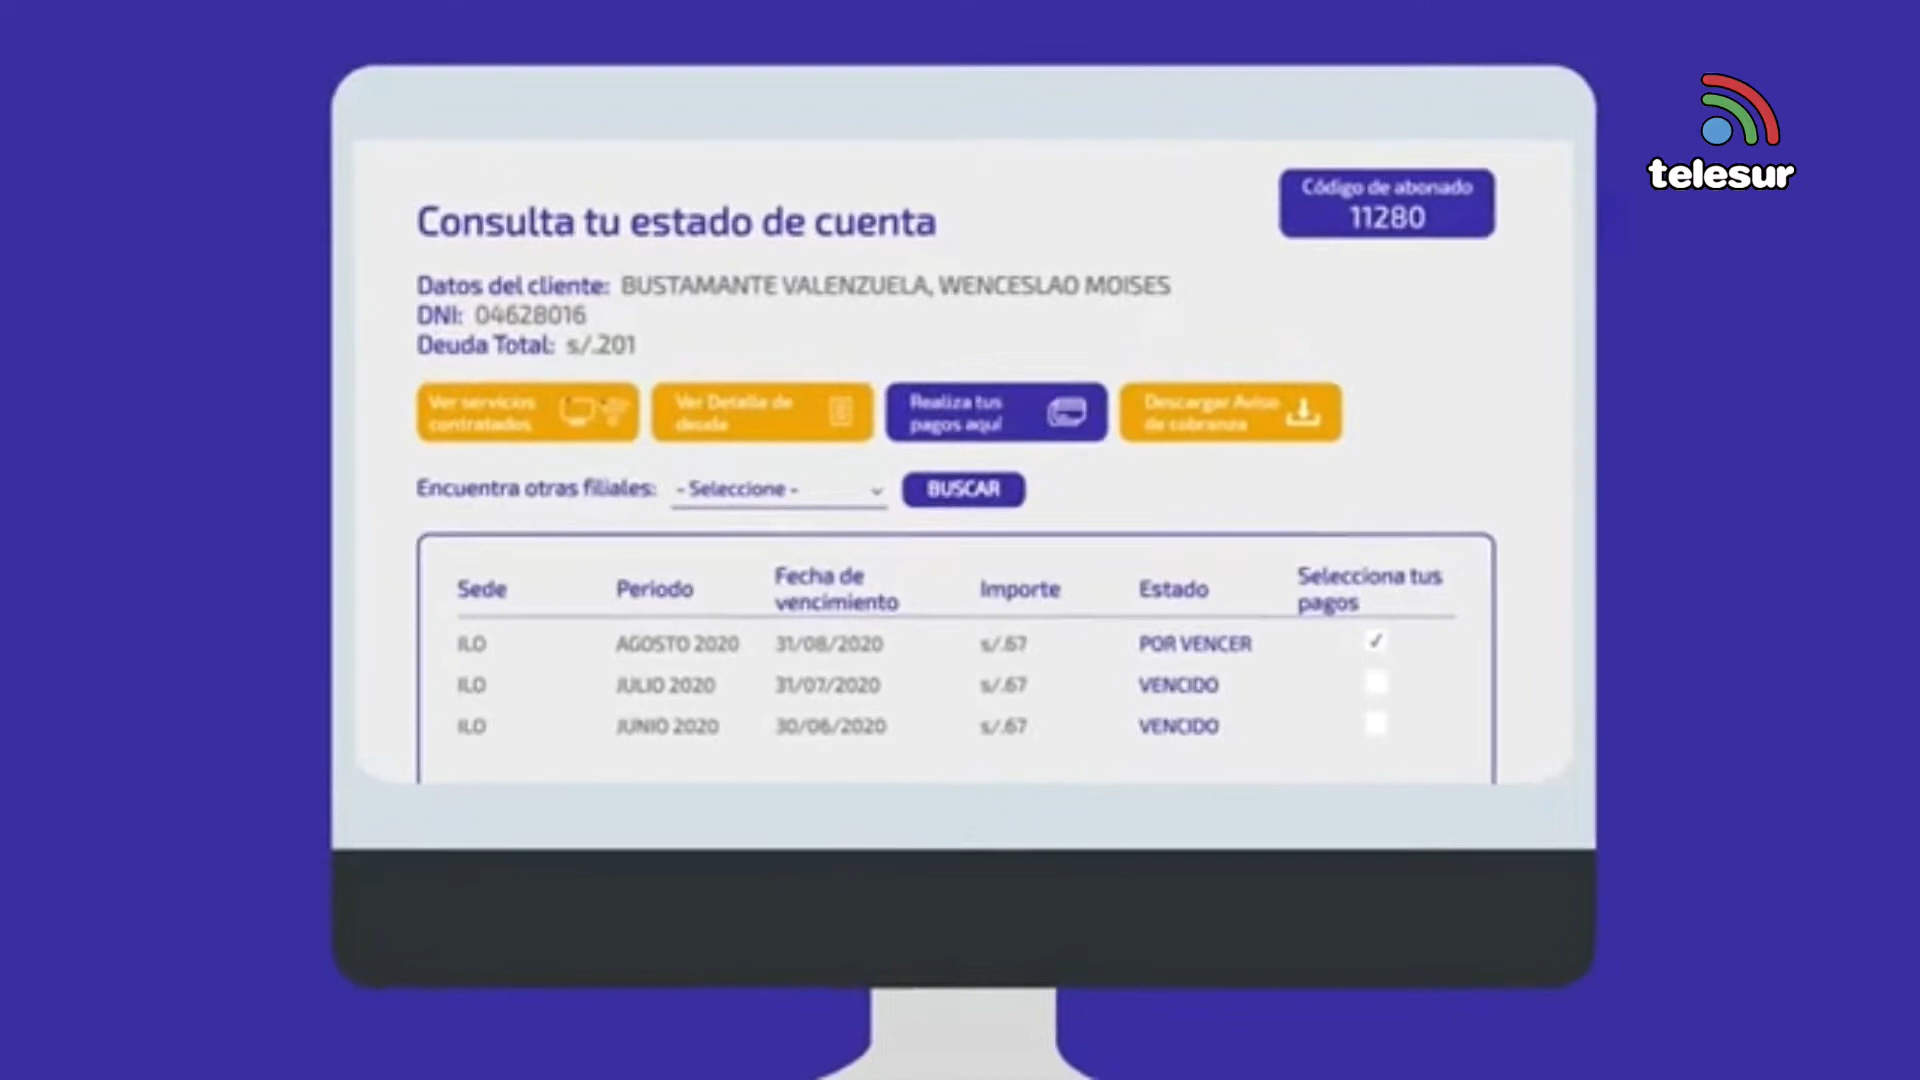 telesur
Código de abonado
11280
Consulta tu estado de cuenta
Datos del cliente: BUSTAMANTE VALENZUELA, WENCESLAO MOISES
DNI: 04628016
Deuda Total: s/.201
Ver servicios
contratados
Ver Detalle de
deuda
Realiza tus
pagos aquí
Descargar Aviso
de cobranza
Encuentra otras filiales: - Seleccione - BUSCAR
Sede Periodo Fecha de vencimiento Importe Estado Selecciona tus pagos
ILO AGOSTO 2020 31/08/2020 s/.67 POR VENCER ✓
ILO JULIO 2020 31/07/2020 s/.67 VENCIDO
ILO JUNIO 2020 30/06/2020 s/.67 VENCIDO